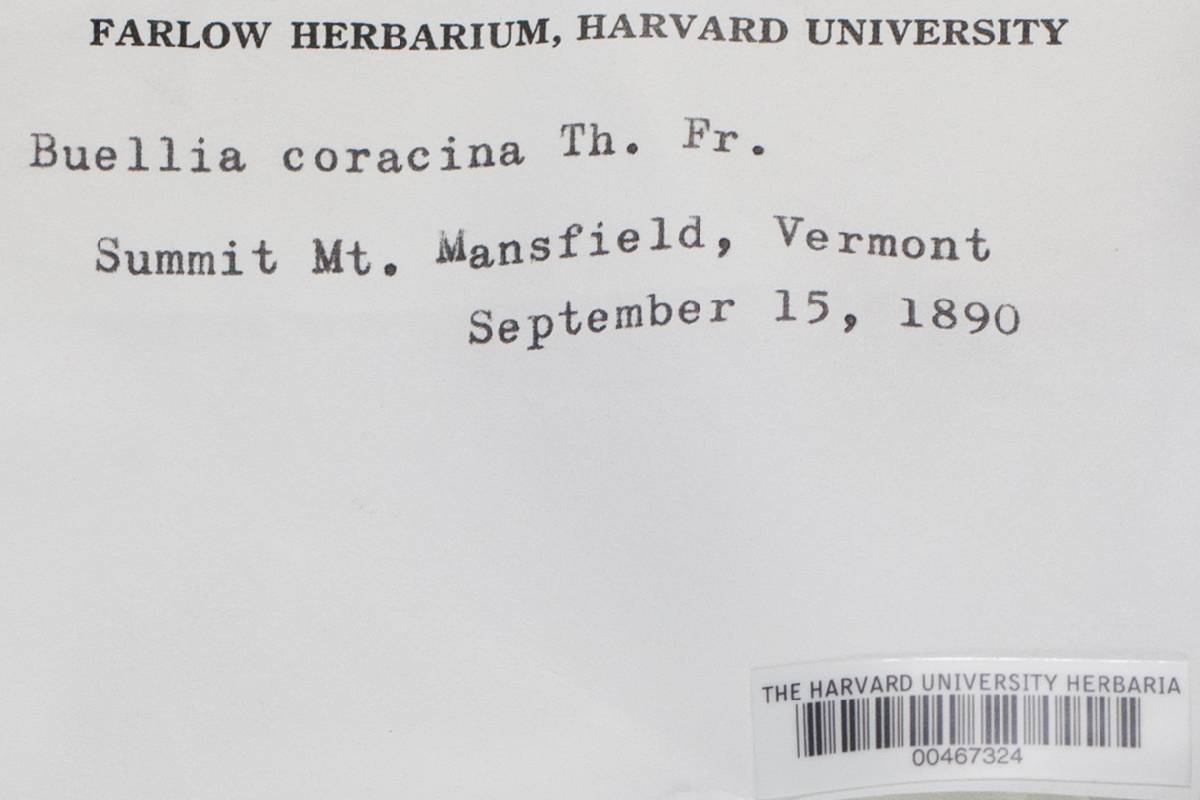 FARLOW HERBARIUM, HARVARD UNIVERSITY
Buellia coracina Th. Fr.
Summit Mt. Mansfield, Vermont
September 15, 1890
THE HARVARD UNIVERSITY HERBARIA
00467324